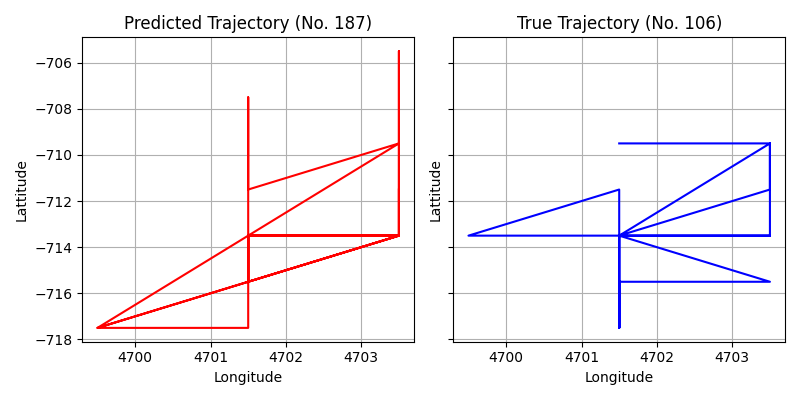 Predicted Trajectory (No. 187)
True Trajectory (No. 106)
Lattitude
−706
−708
−710
−712
−714
−716
−718
4700
4701
4702
4703
Longitude
Lattitude
4700
4701
4702
4703
Longitude